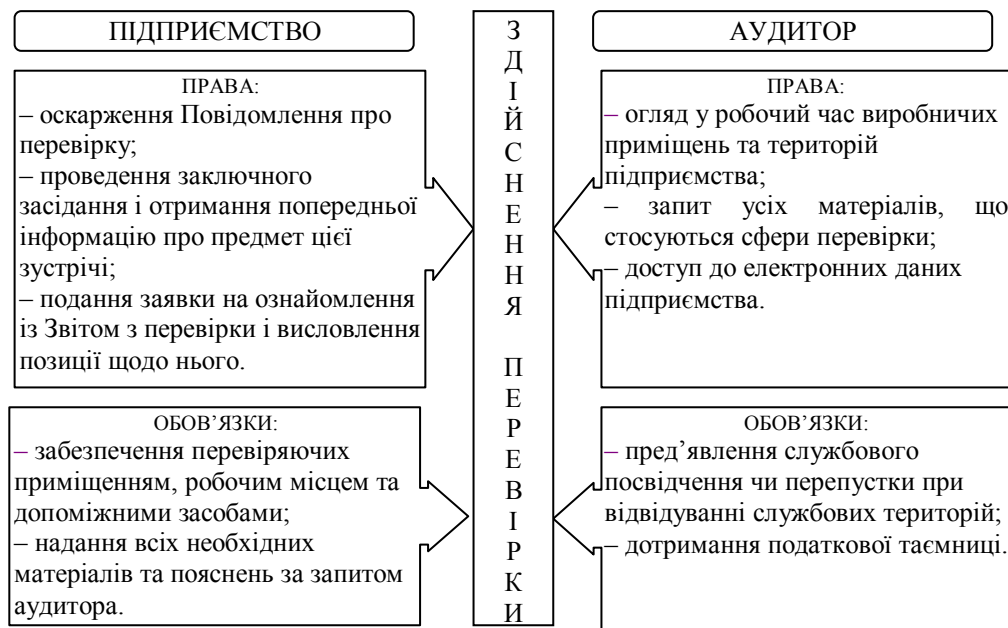 ПІДПРИЄМСТВО
ПРАВА:
– оскарження Повідомлення про
перевірку;
– проведення заключного
засідання і отримання попередньої
інформацію про предмет цієї
зустрічі;
– подання заявки на ознайомлення
із Звітом з перевірки і висловлення
позиції щодо нього.
ОБОВ’ЯЗКИ:
– забезпечення перевіряючих
приміщенням, робочим місцем та
допоміжними засобами;
– надання всіх необхідних
матеріалів та пояснень за запитом
аудитора.
З
Д
І
Й
С
Н
Е
Н
Н
Я
П
Е
Р
Е
В
І
Р
К
И
АУДИТОР
ПРАВА:
– огляд у робочий час виробничих
приміщень та територій
підприємства;
– запит усіх матеріалів, що
стосуються сфери перевірки;
– доступ до електронних даних
підприємства.
ОБОВ’ЯЗКИ:
– пред’явлення службового
посвідчення чи перепустки при
відвідуванні службових територій;
– дотримання податкової таємниці.